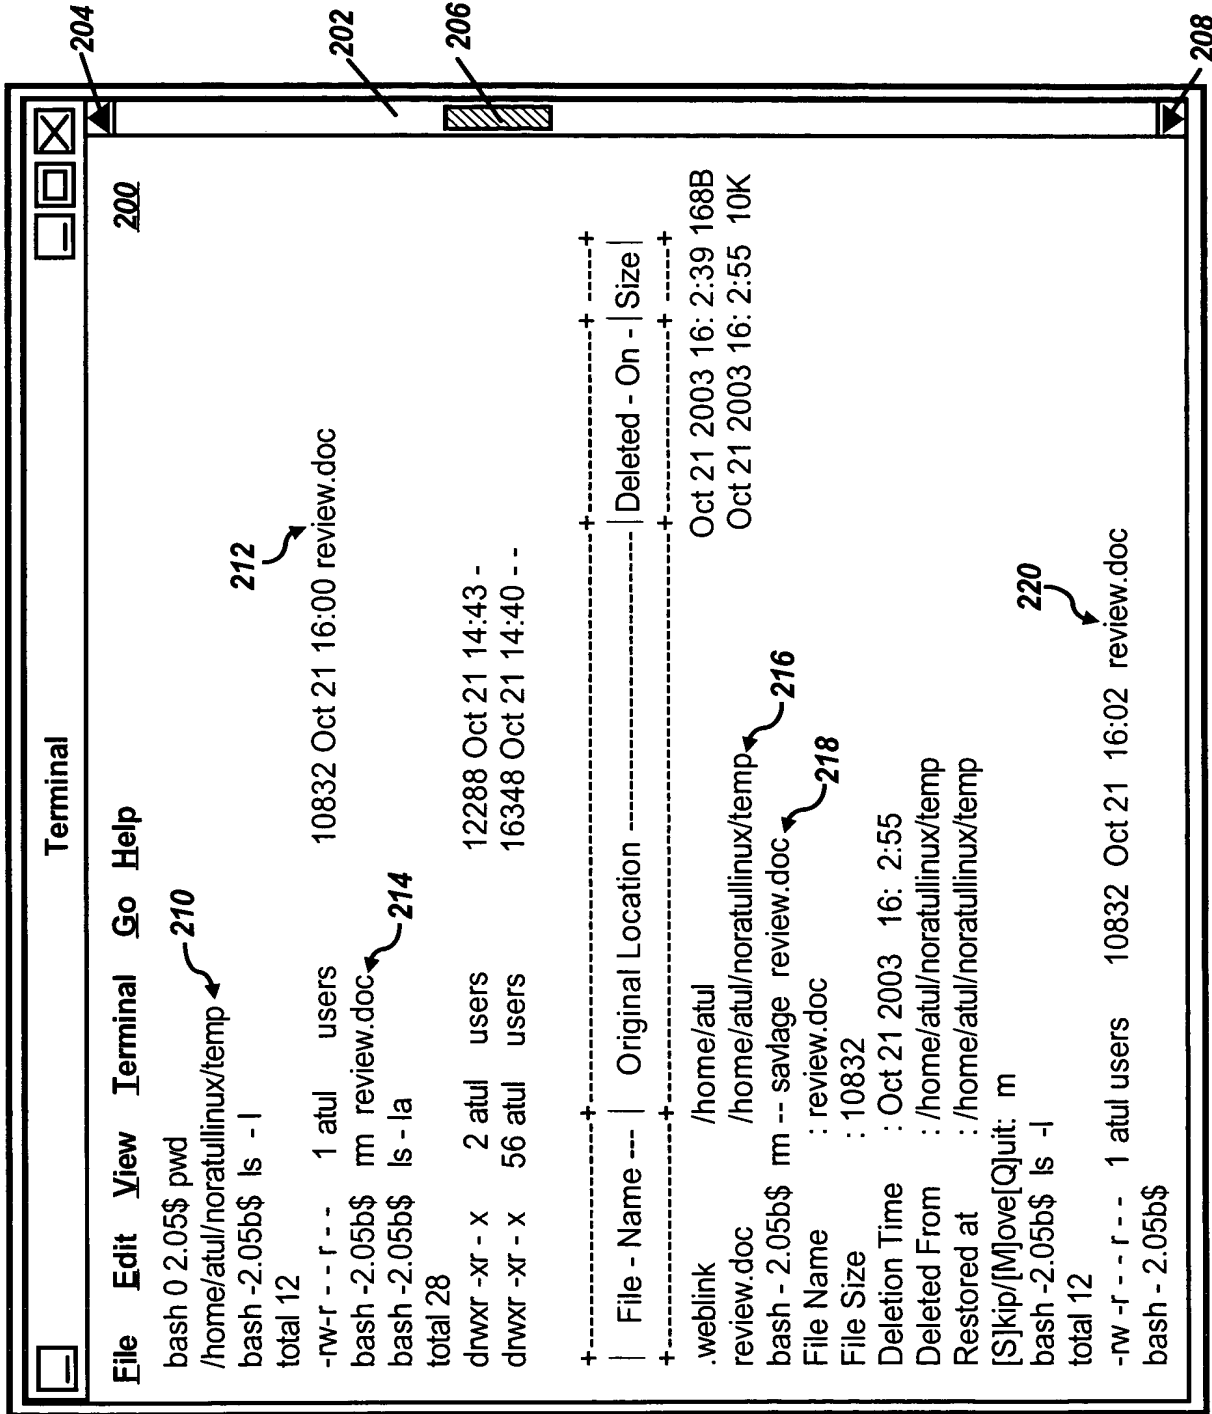 Terminal
204
File Edit View Terminal Go Help
200
202
206
bash 0 2.05$ pwd
210
/home/atul/noratullinux/temp
bash -2.05b$ ls - l
total 12
212
-rw-r - - r - - 1 atul users 10832 Oct 21 16:00 review.doc
bash -2.05b$ rm review.doc
214
bash -2.05b$ ls - la
total 28
drwxr -xr - x 2 atul users 12288 Oct 21 14:43 -
drwxr -xr - x 56 atul users 16348 Oct 21 14:40 - -
| File - Name --- | Original Location --------------------------| Deleted - On - | Size |
.weblink /home/atul Oct 21 2003 16: 2:39 168B
review.doc /home/atul/noratullinux/temp Oct 21 2003 16: 2:55 10K
216
bash - 2.05b$ rm -- savlage review.doc
218
File Name : review.doc
File Size : 10832
Deletion Time : Oct 21 2003 16: 2:55
Deleted From : /home/atul/noratullinux/temp
Restored at : /home/atul/noratullinux/temp
[S]kip/[M]ove[Q]uit: m
bash -2.05b$ ls -l
220
total 12
-rw -r - - r - - 1 atul users 10832 Oct 21 16:02 review.doc
bash - 2.05b$
208